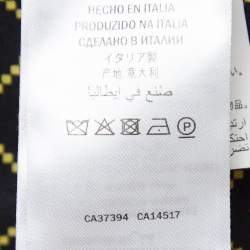 HECHO EN ITALIA
PRODUZIDO NA ITALIA
СДЕЛАНО В ИТАЛИИ
イタリア製
产地 意大利
صنع في إيطاليا
P
CA37394 CA14517